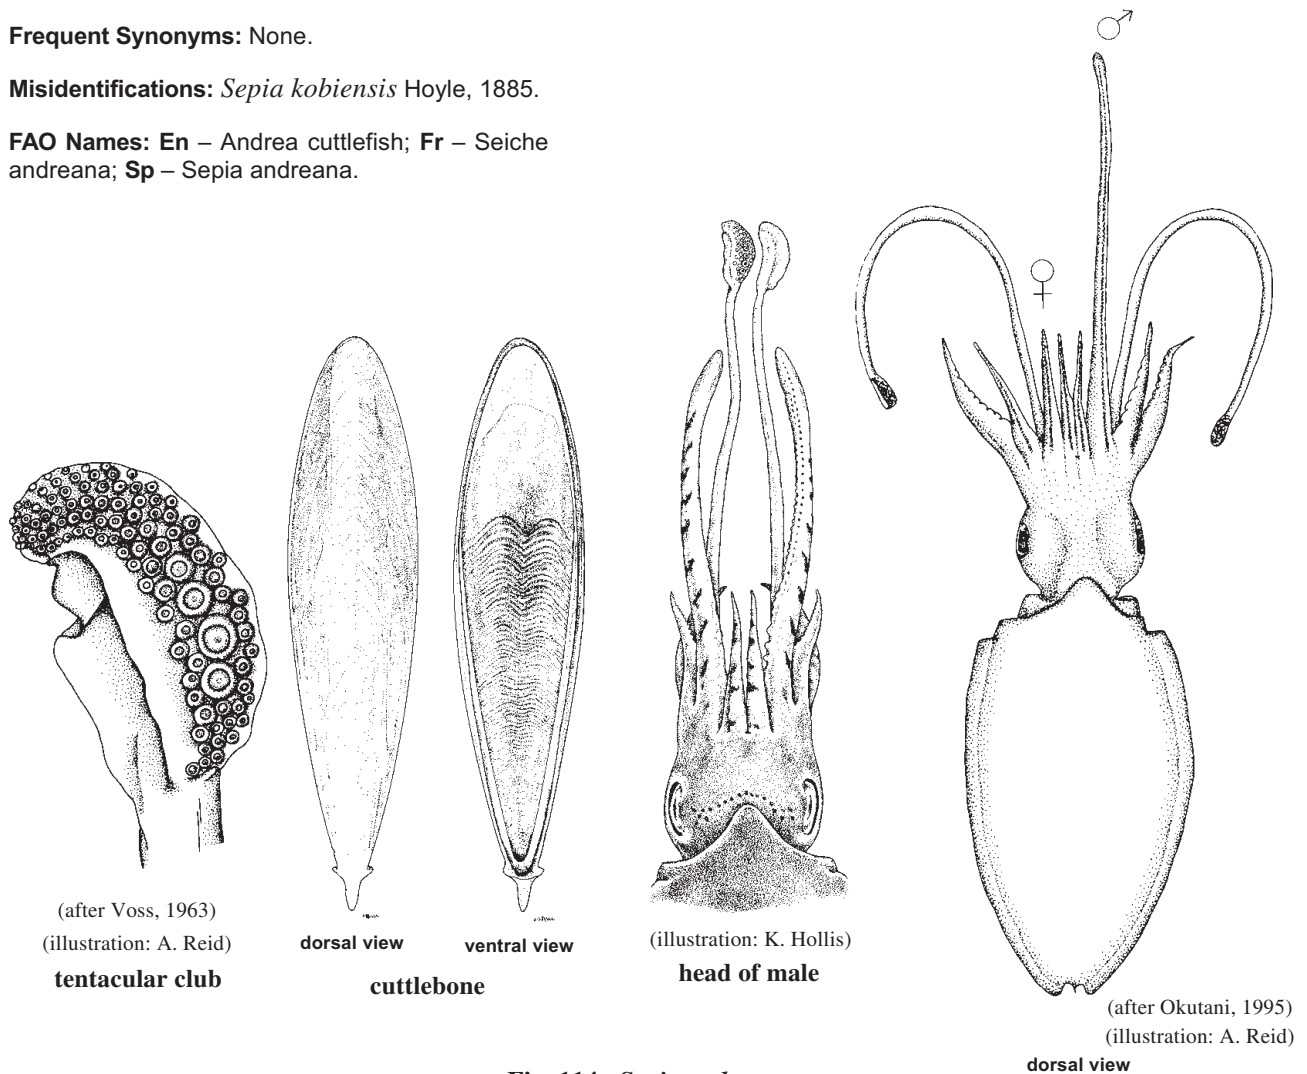 Frequent Synonyms: None.
Misidentifications: Sepia kobiensis Hoyle, 1885.
FAO Names: En – Andrea cuttlefish; Fr – Seiche
andreana; Sp – Sepia andreana.
♂
♀
(after Voss, 1963)
(illustration: A. Reid)
tentacular club
dorsal view
ventral view
cuttlebone
(illustration: K. Hollis)
head of male
(after Okutani, 1995)
(illustration: A. Reid)
dorsal view